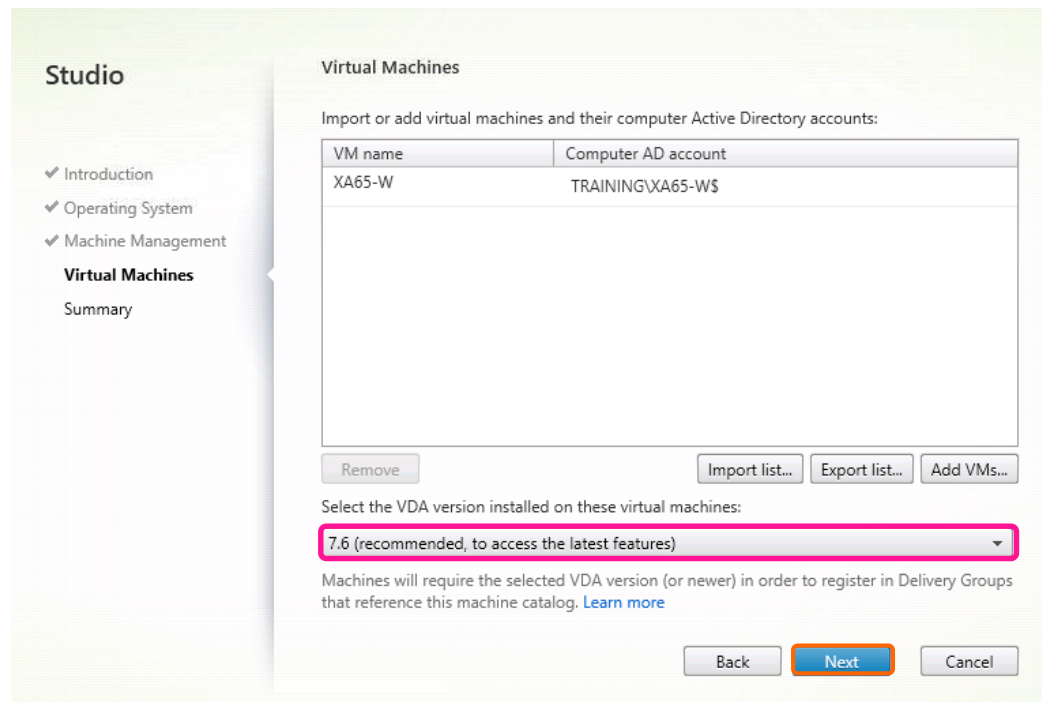 Studio
Introduction
Operating System
Machine Management
Virtual Machines
Summary
Virtual Machines
Import or add virtual machines and their computer Active Directory accounts:
VM name Computer AD account
XA65-W TRAINING\XA65-W$
Remove Import list... Export list... Add VMs...
Select the VDA version installed on these virtual machines:
7.6 (recommended, to access the latest features)
Machines will require the selected VDA version (or newer) in order to register in Delivery Groups
that reference this machine catalog. Learn more
Back Next Cancel